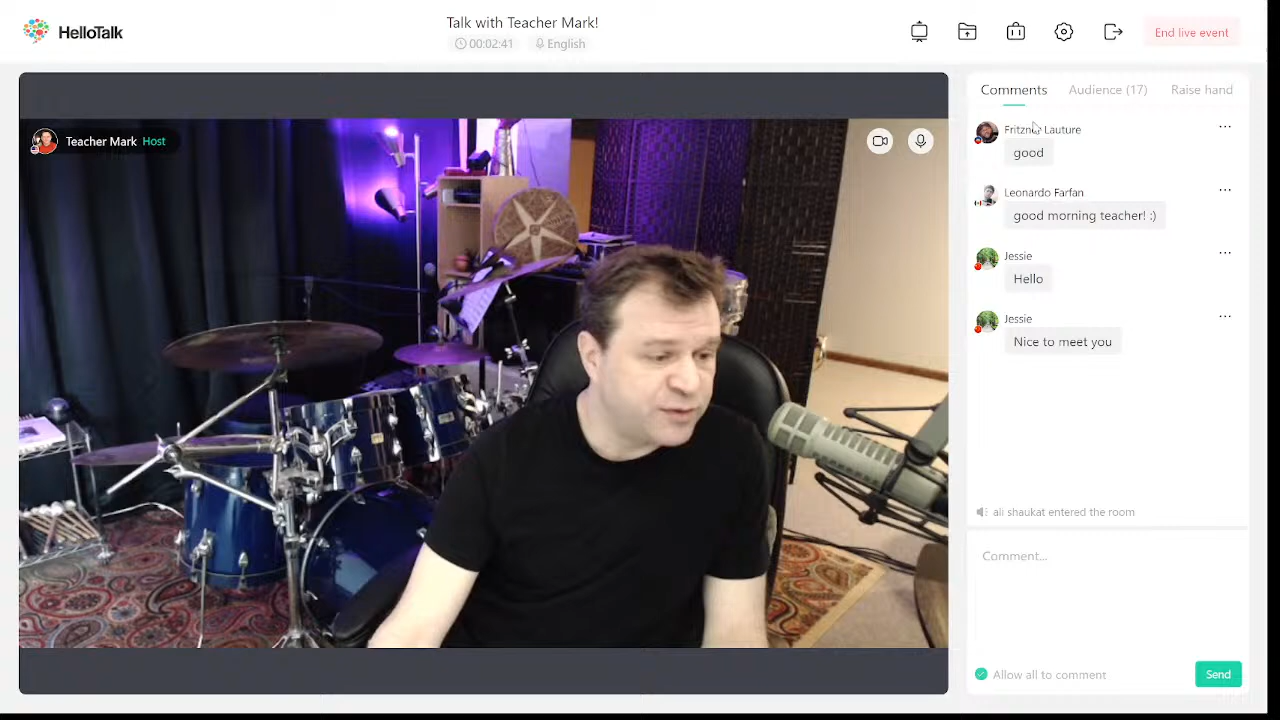 HelloTalk
Talk with Teacher Mark!
00:02:41 English
End live event
Teacher Mark Host
Comments Audience (17) Raise hand
Lauture
good
Leonardo Farfan
good morning teacher! :)
Jessie
Hello
Jessie
Nice to meet you
ali shaukat entered the room
Comment...
Allow all to comment
Send